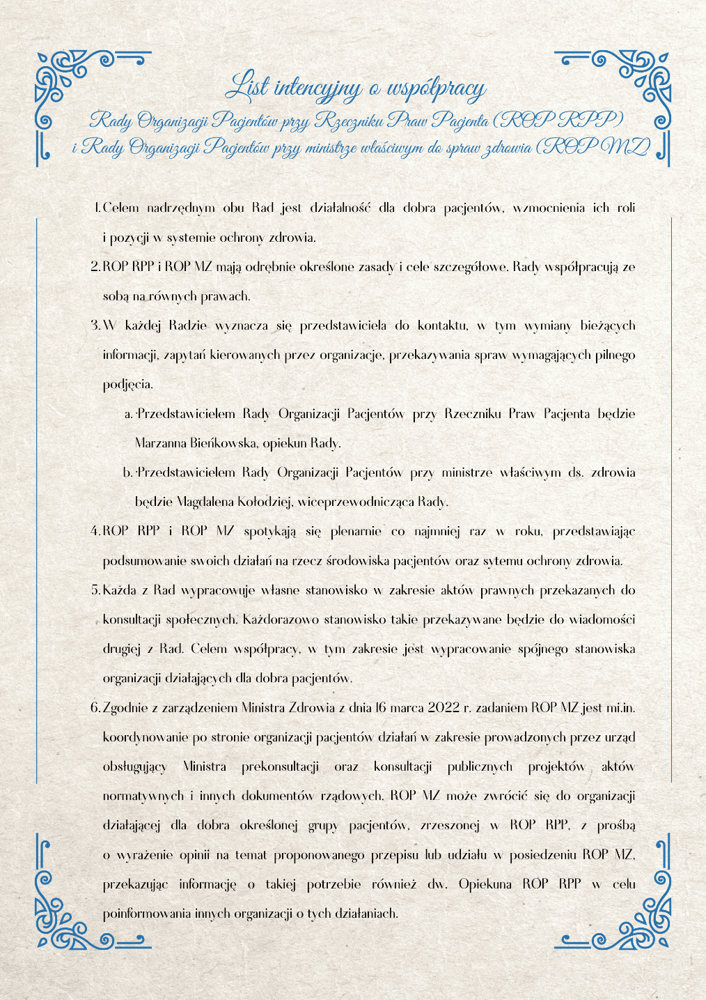 List intencyjny o współpracy
Rady Organizacji Pacjentów przy Rzeczniku Praw Pacjenta (ROP RPP)
i Rady Organizacji Pacjentów przy ministrze właściwym do spraw zdrowia (ROP MZ)
1. Celem nadrzędnym obu Rad jest działalność dla dobra pacjentów, wzmocnienia ich roli
i pozycji w systemie ochrony zdrowia.
2. ROP RPP i ROP MZ mają odrębnie określone zasady i cele szczegółowe. Rady współpracują ze
sobą na równych prawach.
3. W każdej Radzie wyznacza się przedstawiciela do kontaktu, w tym wymiany bieżących
informacji, zapytań kierowanych przez organizacje, przekazywania spraw wymagających pilnego
podjęcia.
a. ·Przedstawicielem Rady Organizacji Pacjentów przy Rzeczniku Praw Pacjenta będzie
Marzanna Bieńkowska, opiekun Rady.
b. ·Przedstawicielem Rady Organizacji Pacjentów przy ministrze właściwym ds. zdrowia
będzie Magdalena Kołodziej, wiceprzewodnicząca Rady.
4. ROP RPP i ROP MZ spotykają się plenarnie co najmniej raz w roku, przedstawiając
podsumowanie swoich działań na rzecz środowiska pacjentów oraz sytemu ochrony zdrowia.
5. Każda z Rad wypracowuje własne stanowisko w zakresie aktów prawnych przekazanych do
konsultacji społecznych. Każdorazowo stanowisko takie przekazywane będzie do wiadomości
drugiej z Rad. Celem współpracy, w tym zakresie jest wypracowanie spójnego stanowiska
organizacji działających dla dobra pacjentów.
6. Zgodnie z zarządzeniem Ministra Zdrowia z dnia 16 marca 2022 r. zadaniem ROP MZ jest mi.in.
koordynowanie po stronie organizacji pacjentów działań w zakresie prowadzonych przez urząd
obsługujący Ministra prekonsultacji oraz konsultacji publicznych projektów aktów
normatywnych i innych dokumentów rządowych. ROP MZ może zwrócić się do organizacji
działającej dla dobra określonej grupy pacjentów, zrzeszonej w ROP RPP, z prośbą
o wyrażenie opinii na temat proponowanego przepisu lub udziału w posiedzeniu ROP MZ,
przekazując informację o takiej potrzebie również dw. Opiekuna ROP RPP w celu
poinformowania innych organizacji o tych działaniach.